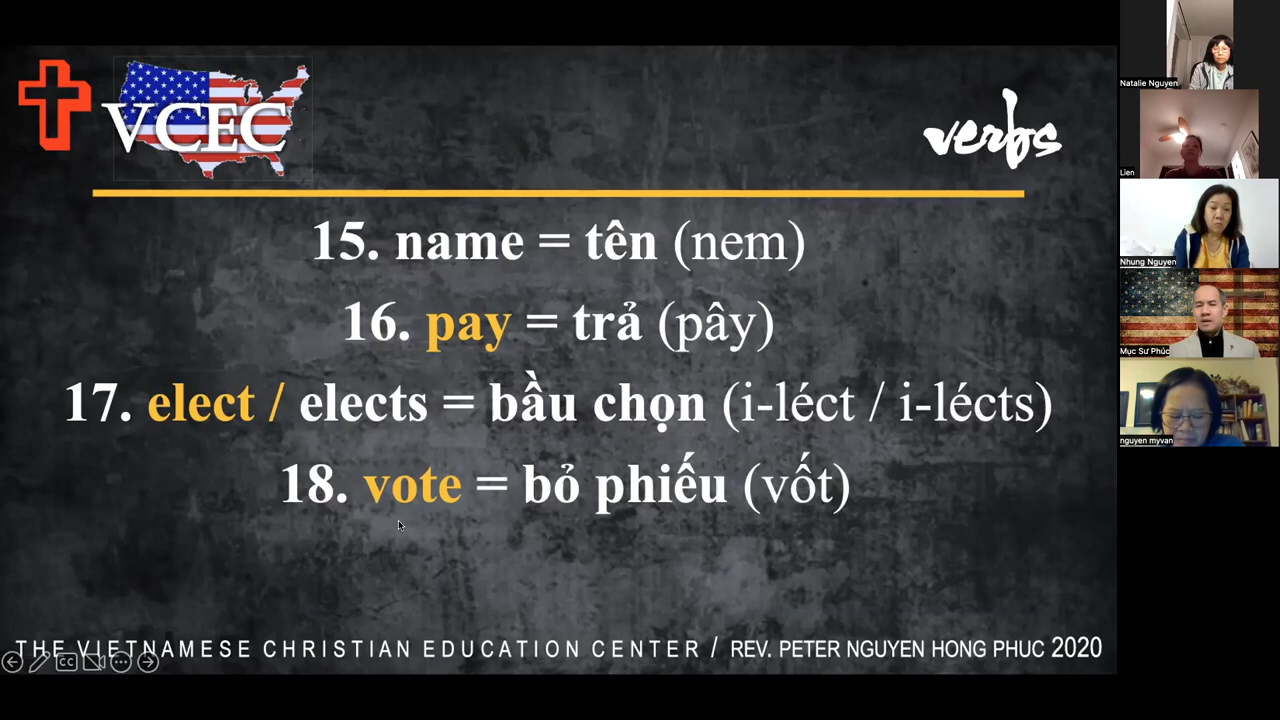 VCEC
verbs
15. name = tên (nem)
16. pay = trả (pây)
17. elect / elects = bầu chọn (i-léct / i-lécts)
18. vote = bỏ phiếu (vốt)
THE VIETNAMESE CHRISTIAN EDUCATION CENTER / REV. PETER NGUYEN HONG PHUC 2020
CC
Natalie Nguyen
Lien
Nhung Nguyen
Mục Sư Phúc
nguyen myvan